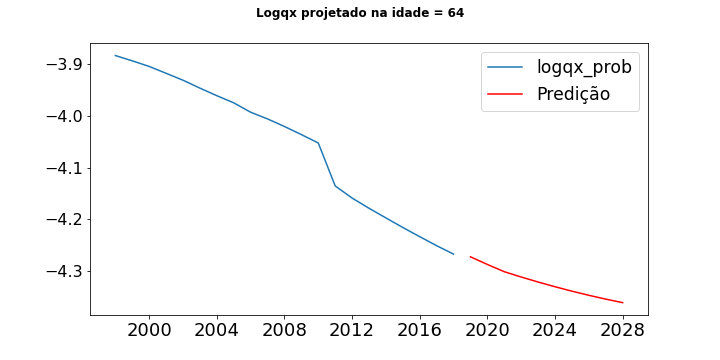 Logqx projetado na idade = 64
logqx_prob
Predição
−3.9
−4.0
−4.1
−4.2
−4.3
2000 2004 2008 2012 2016 2020 2024 2028